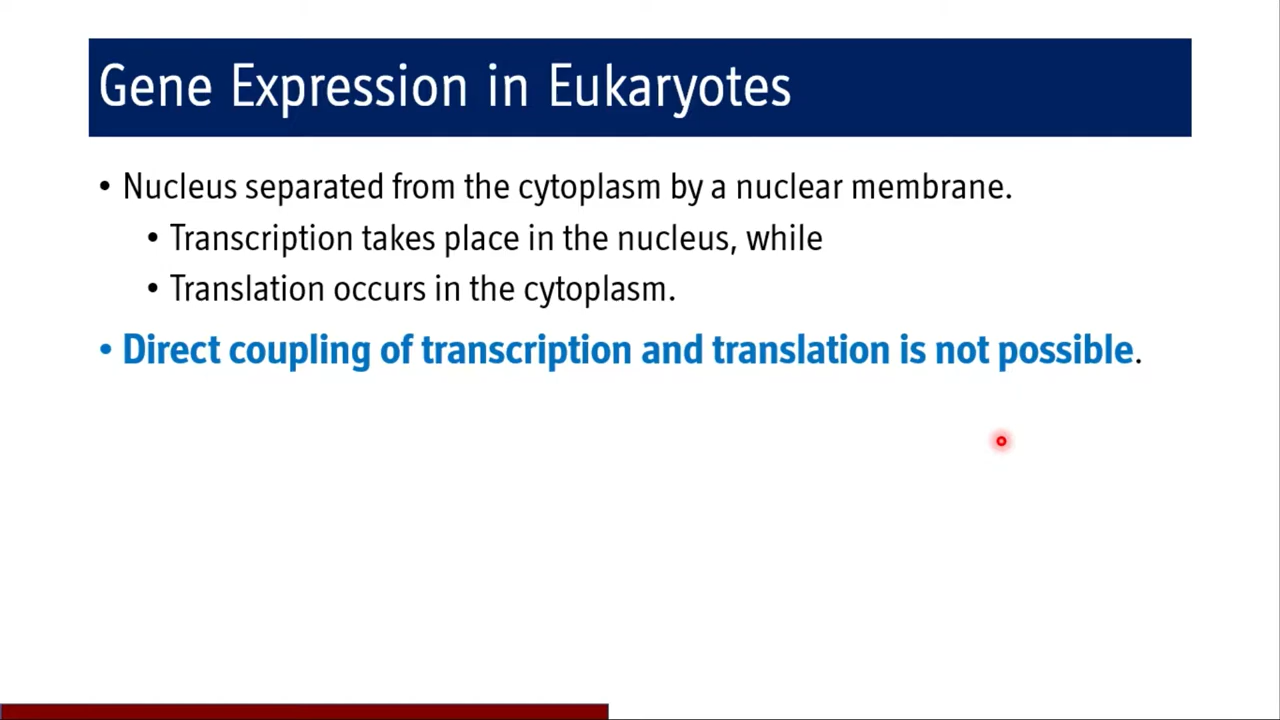 Gene Expression in Eukaryotes
• Nucleus separated from the cytoplasm by a nuclear membrane.
• Transcription takes place in the nucleus, while
• Translation occurs in the cytoplasm.
• Direct coupling of transcription and translation is not possible.